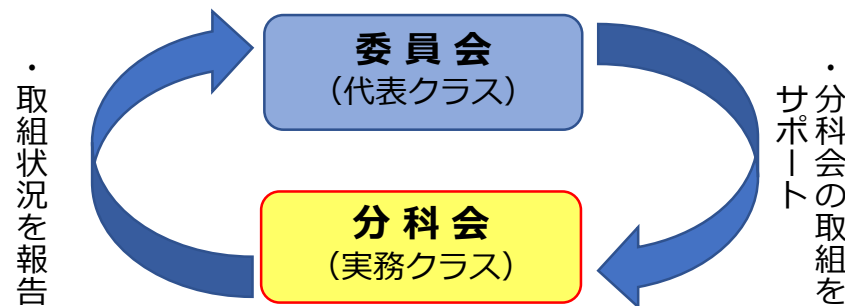 委員会
（代表クラス）
・取組状況を報告
・分科会の取組を
サポート
分科会
（実務クラス）